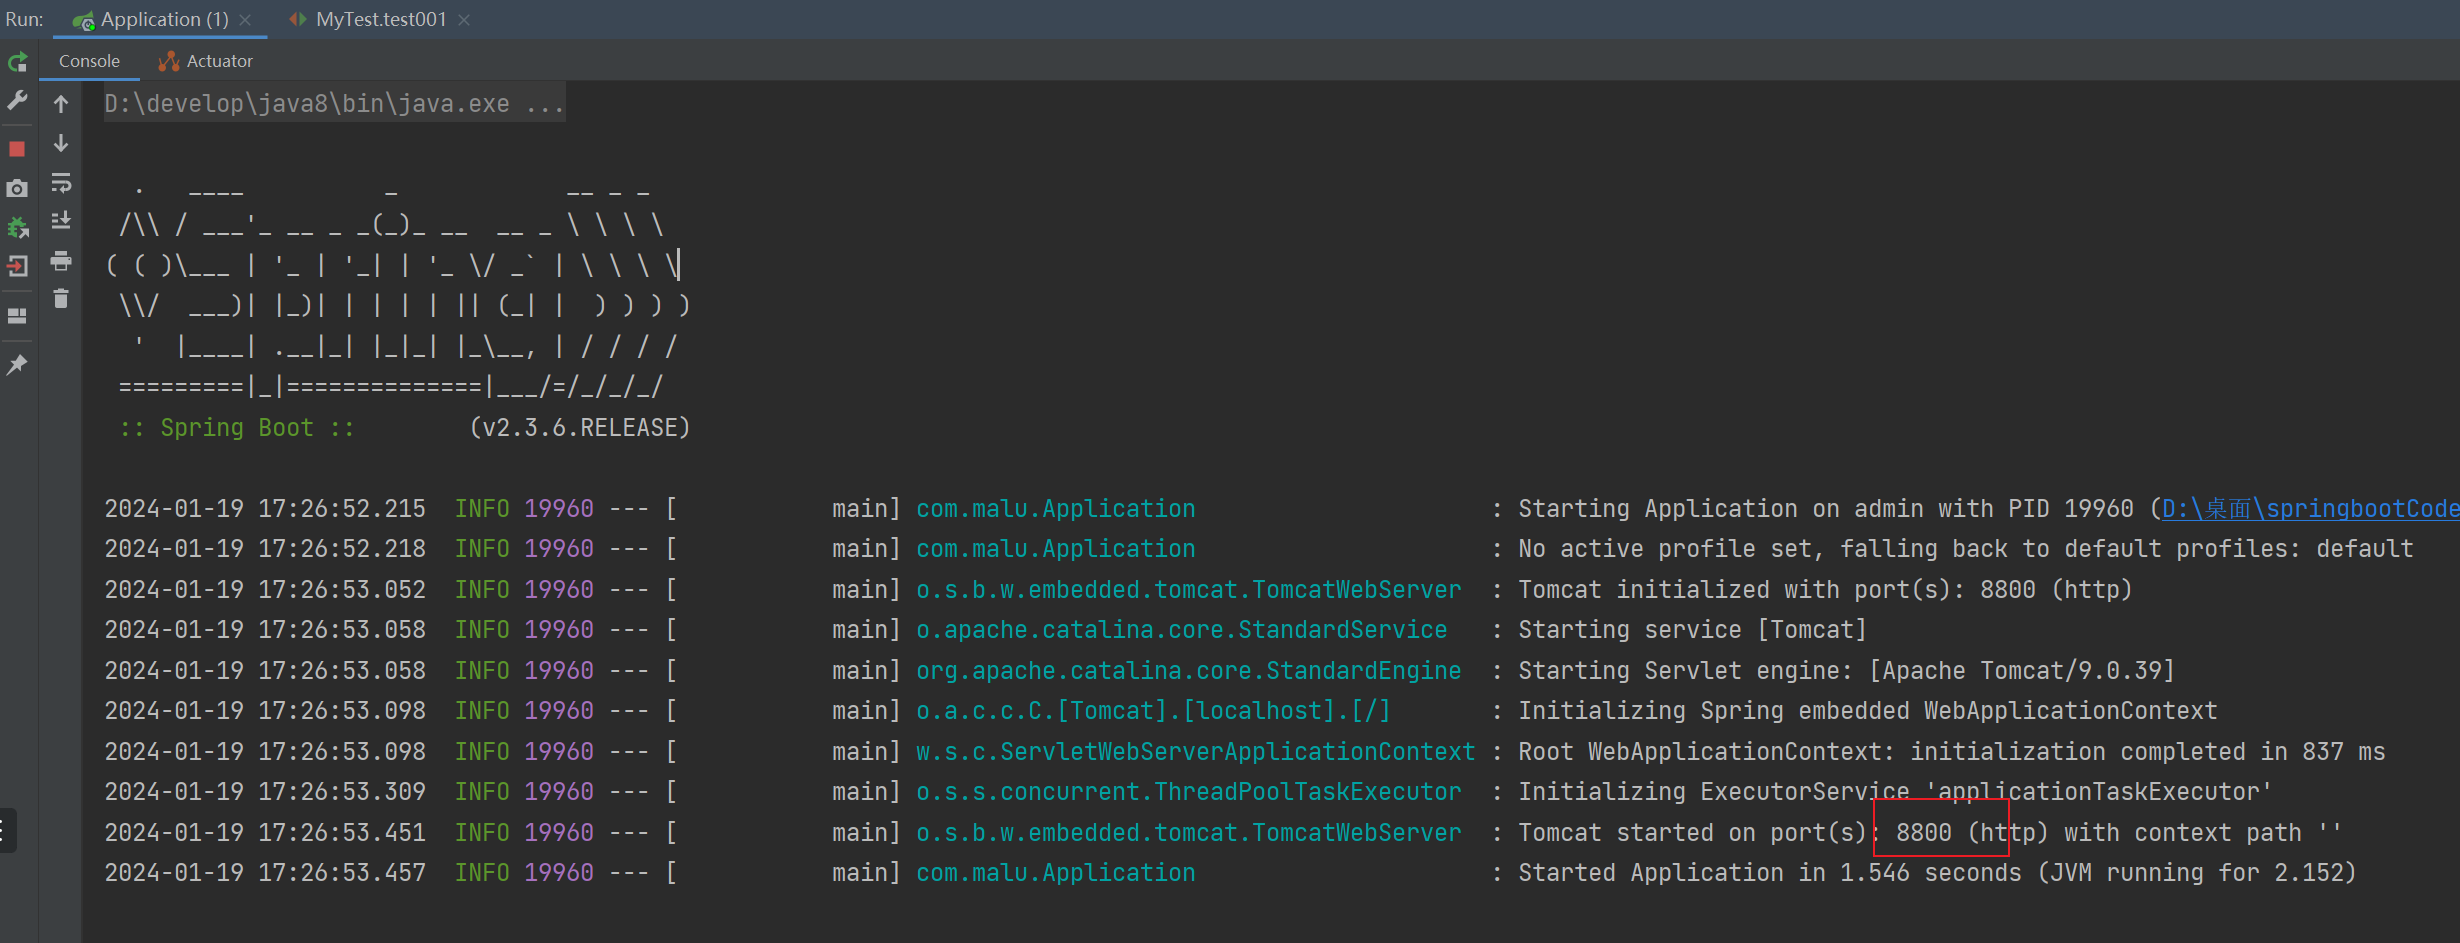 Run: Application (1) × MyTest.test001 ×
Console Actuator
D:\develop\java8\bin\java.exe ...
  .   ____          _            __ _ _
 /\\ / ___'_ __ _ _(_)_ __  __ _ \ \ \ \
( ( )\___ | '_ | '_| | '_ \/ _` | \ \ \ \
 \\/  ___)| |_)| | | | | || (_| |  ) ) ) )
  '  |____| .__|_| |_|_| |_\__, | / / / /
 =========|_|==============|___/=/_/_/_/
 :: Spring Boot ::        (v2.3.6.RELEASE)
2024-01-19 17:26:52.215  INFO 19960 --- [           main] com.malu.Application                     : Starting Application on admin with PID 19960 (D:\桌面\springbootCode
2024-01-19 17:26:52.218  INFO 19960 --- [           main] com.malu.Application                     : No active profile set, falling back to default profiles: default
2024-01-19 17:26:53.052  INFO 19960 --- [           main] o.s.b.w.embedded.tomcat.TomcatWebServer  : Tomcat initialized with port(s): 8800 (http)
2024-01-19 17:26:53.058  INFO 19960 --- [           main] o.apache.catalina.core.StandardService   : Starting service [Tomcat]
2024-01-19 17:26:53.058  INFO 19960 --- [           main] org.apache.catalina.core.StandardEngine  : Starting Servlet engine: [Apache Tomcat/9.0.39]
2024-01-19 17:26:53.098  INFO 19960 --- [           main] o.a.c.c.C.[Tomcat].[localhost].[/]       : Initializing Spring embedded WebApplicationContext
2024-01-19 17:26:53.098  INFO 19960 --- [           main] w.s.c.ServletWebServerApplicationContext : Root WebApplicationContext: initialization completed in 837 ms
2024-01-19 17:26:53.309  INFO 19960 --- [           main] o.s.s.concurrent.ThreadPoolTaskExecutor  : Initializing ExecutorService 'applicationTaskExecutor'
2024-01-19 17:26:53.451  INFO 19960 --- [           main] o.s.b.w.embedded.tomcat.TomcatWebServer  : Tomcat started on port(s): 8800 (http) with context path ''
2024-01-19 17:26:53.457  INFO 19960 --- [           main] com.malu.Application                     : Started Application in 1.546 seconds (JVM running for 2.152)